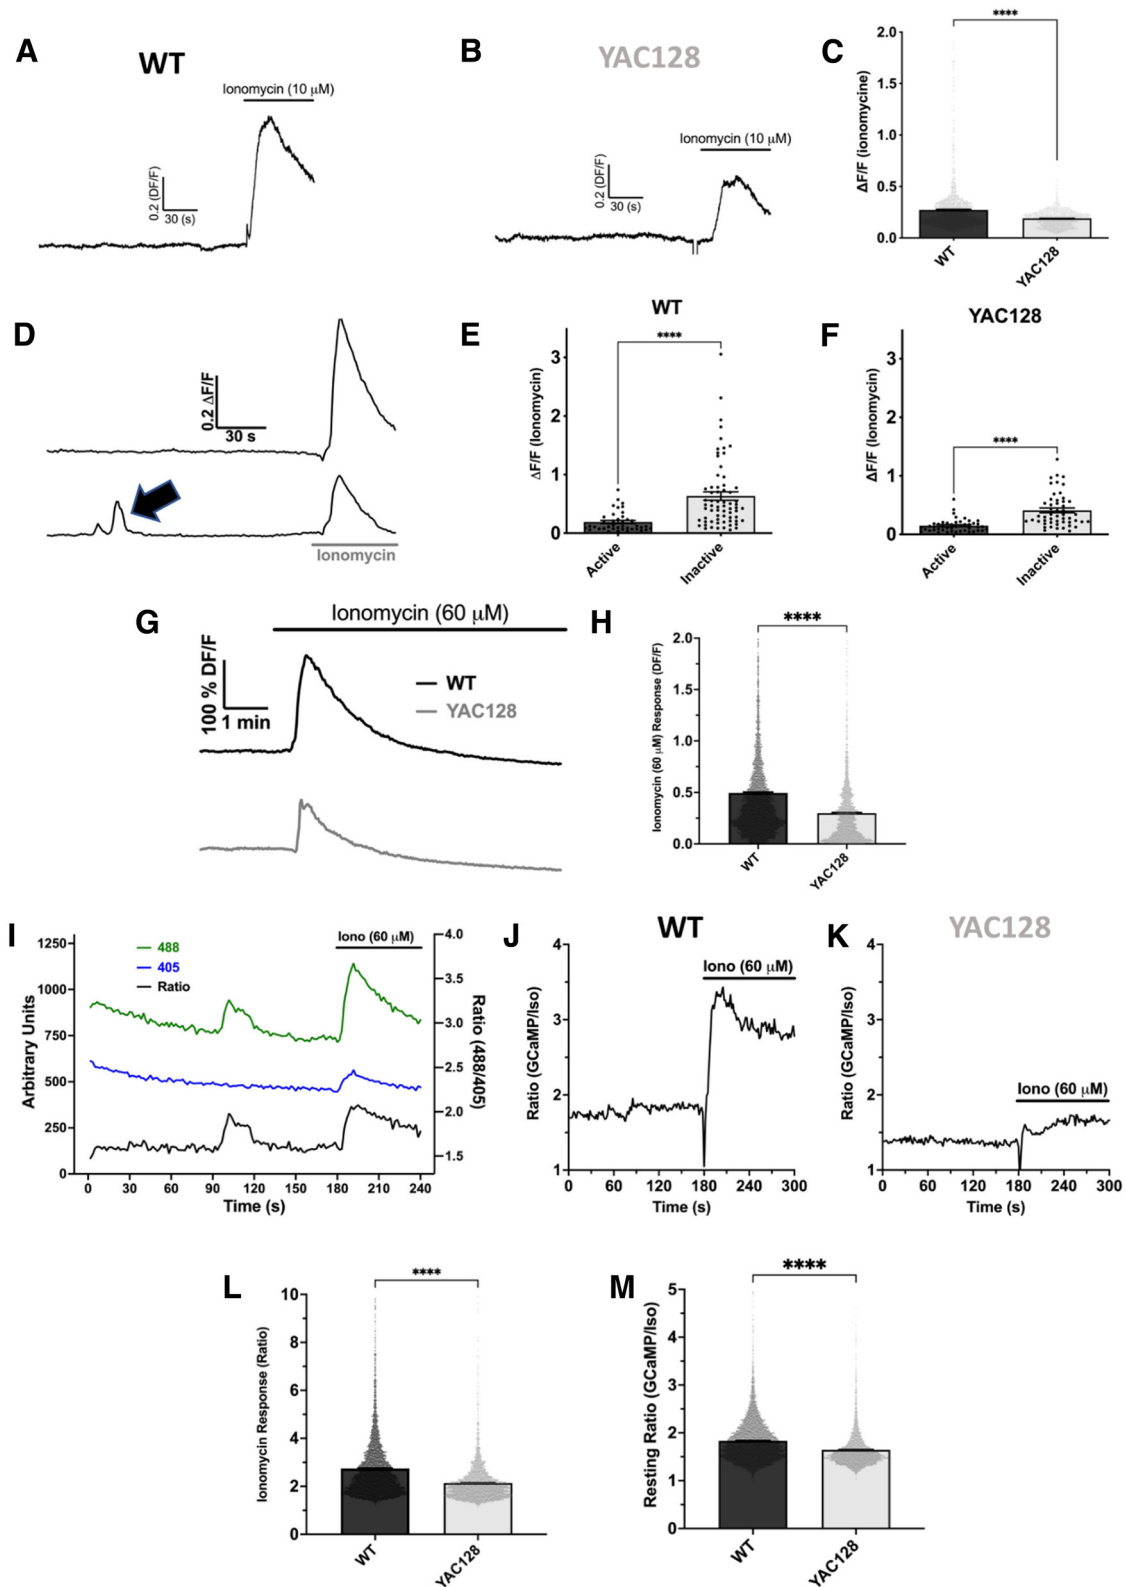 A
WT
Ionomycin (10 μM)
0.2 (DF/F)
30 (s)
B
YAC128
Ionomycin (10 μM)
0.2 (DF/F)
30 (s)
C
****
ΔF/F (ionomycine)
2.0
1.5
1.0
0.5
0.0
WT
YAC128
D
0.2 ΔF/F
30 s
Ionomycin
E
WT
****
ΔF/F (Ionomycin)
3
2
1
0
Active
Inactive
F
YAC128
****
ΔF/F (Ionomycin)
3
2
1
0
Active
Inactive
G
Ionomycin (60 μM)
100 % DF/F
1 min
WT
YAC128
H
****
Ionomycin (60 μM) Response (DF/F)
2.0
1.5
1.0
0.5
0.0
WT
YAC128
I
488
405
Ratio
Iono (60 μM)
Arbitrary Units
1250
1000
750
500
250
0
4.0
3.5
3.0
2.5
2.0
1.5
Ratio (488/405)
0 30 60 90 120 150 180 210 240
Time (s)
J
WT
Iono (60 μM)
Ratio (GCaMP/Iso)
4
3
2
1
0 60 120 180 240 300
Time (s)
K
YAC128
Iono (60 μM)
Ratio (GCaMP/Iso)
4
3
2
1
0 60 120 180 240 300
Time (s)
L
****
Ionomycin Response (Ratio)
10
8
6
4
2
0
WT
YAC128
M
****
Resting Ratio (GCaMP/Iso)
5
4
3
2
1
0
WT
YAC128